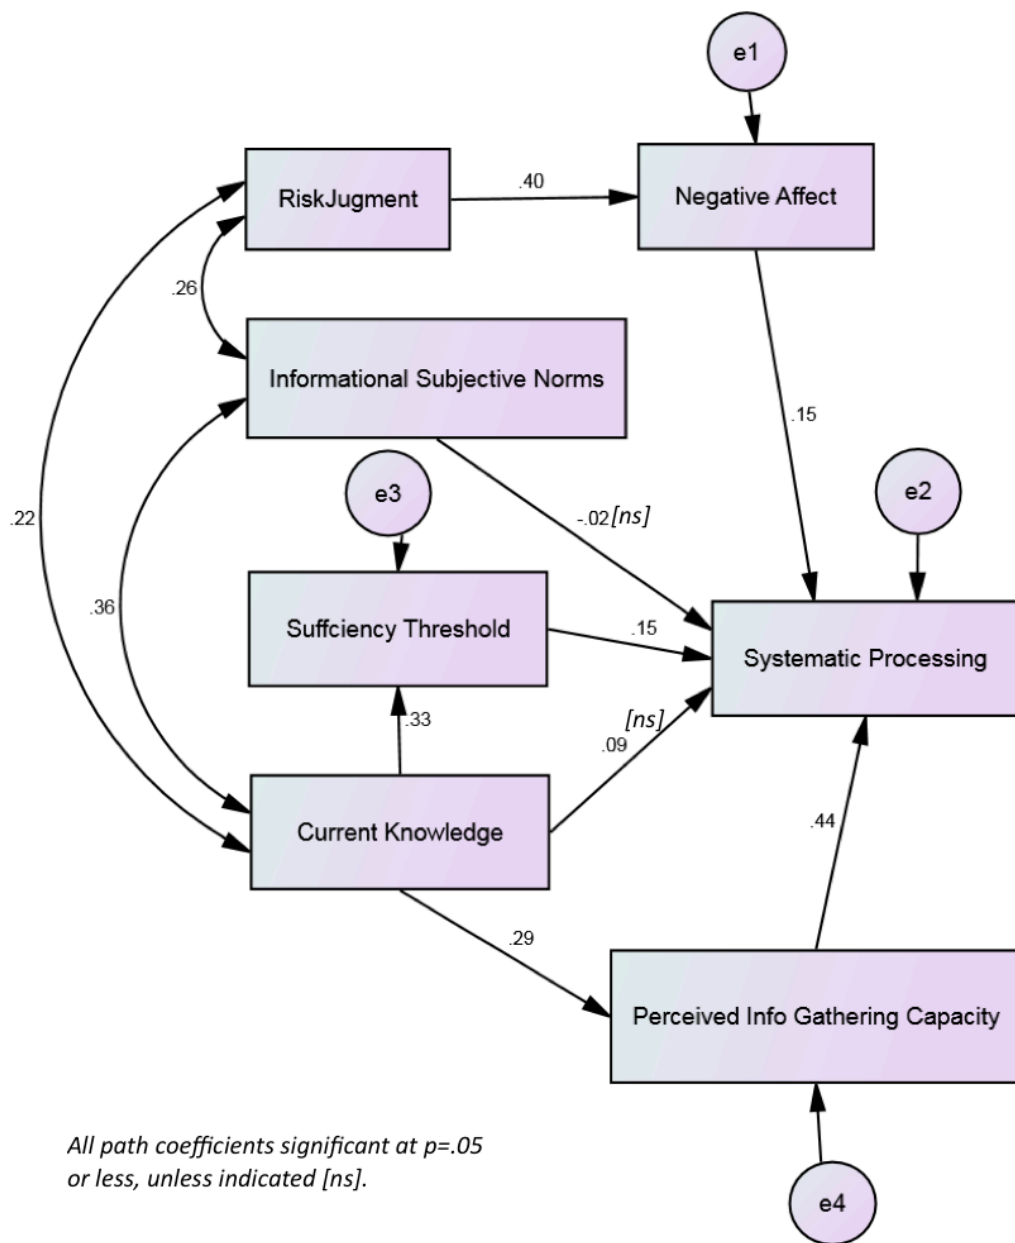 e1
RiskJugment
.40
Negative Affect
.26
Informational Subjective Norms
.15
e3
e2
-.02 [ns]
.22
.36
Suffciency Threshold
.15
Systematic Processing
.33
[ns]
.09
Current Knowledge
.44
.29
Perceived Info Gathering Capacity
All path coefficients significant at p=.05
or less, unless indicated [ns].
e4